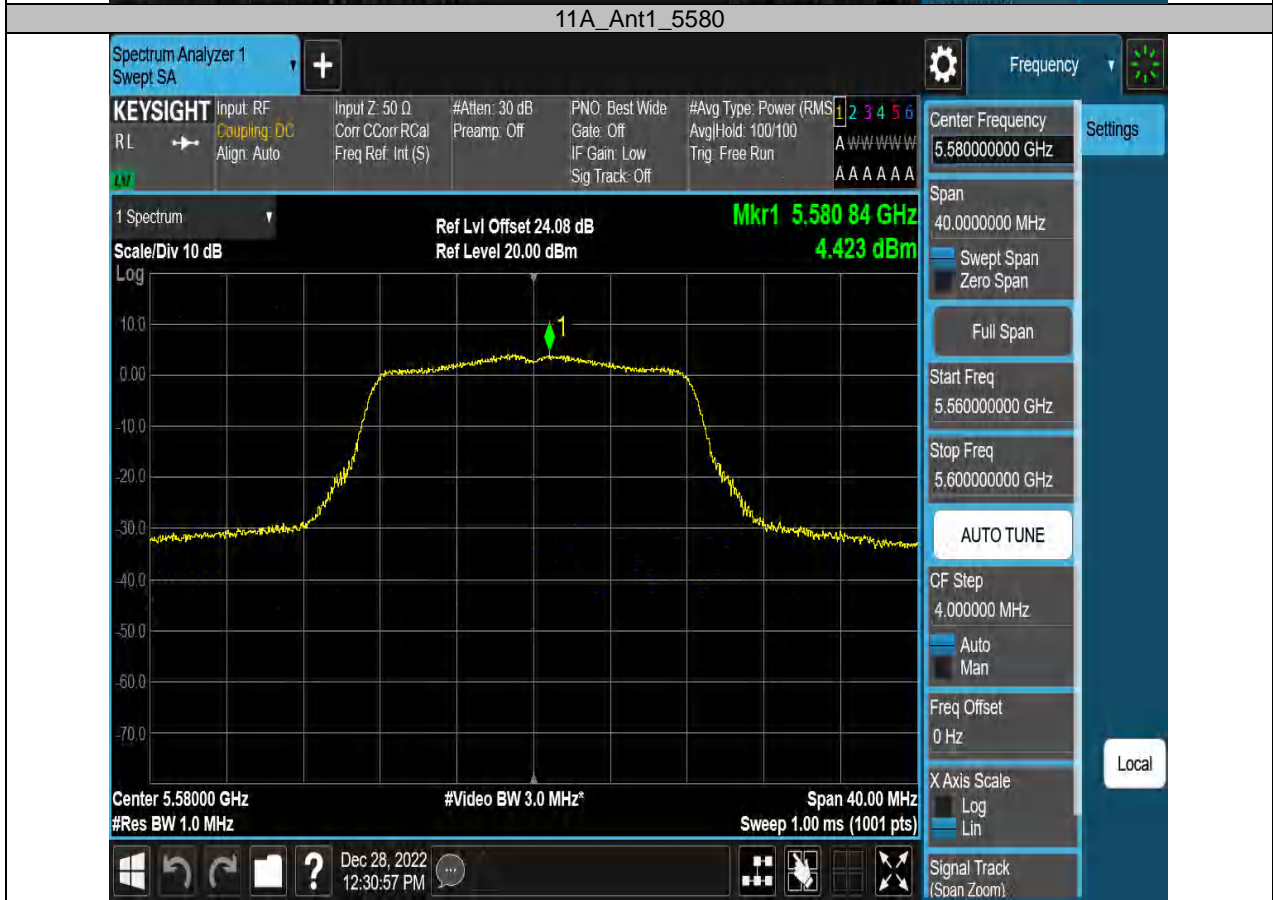 11A_Ant1_5580
Spectrum Analyzer 1
Swept SA
Frequency
KEYSIGHT
RL
Input: RF
Coupling: DC
Align: Auto
Input Z: 50 Ω
Corr CCorr RCal
Freq Ref: Int (S)
#Atten: 30 dB
Preamp: Off
PNO: Best Wide
Gate: Off
IF Gain: Low
Sig Track: Off
#Avg Type: Power (RMS
Avg|Hold: 100/100
Trig: Free Run
1 2 3 4 5 6
A W W W W W
A A A A A A
1 Spectrum
Scale/Div 10 dB
Ref Lvl Offset 24.08 dB
Ref Level 20.00 dBm
Mkr1 5.580 84 GHz
4.423 dBm
Log
10.0
0.00
-10.0
-20.0
-30.0
-40.0
-50.0
-60.0
-70.0
1
Center 5.58000 GHz
#Res BW 1.0 MHz
#Video BW 3.0 MHz*
Span 40.00 MHz
Sweep 1.00 ms (1001 pts)
Dec 28, 2022
12:30:57 PM
Center Frequency
5.580000000 GHz
Settings
Span
40.0000000 MHz
Swept Span
Zero Span
Full Span
Start Freq
5.560000000 GHz
Stop Freq
5.600000000 GHz
AUTO TUNE
CF Step
4.000000 MHz
Auto
Man
Freq Offset
0 Hz
X Axis Scale
Log
Lin
Local
Signal Track
(Span Zoom)